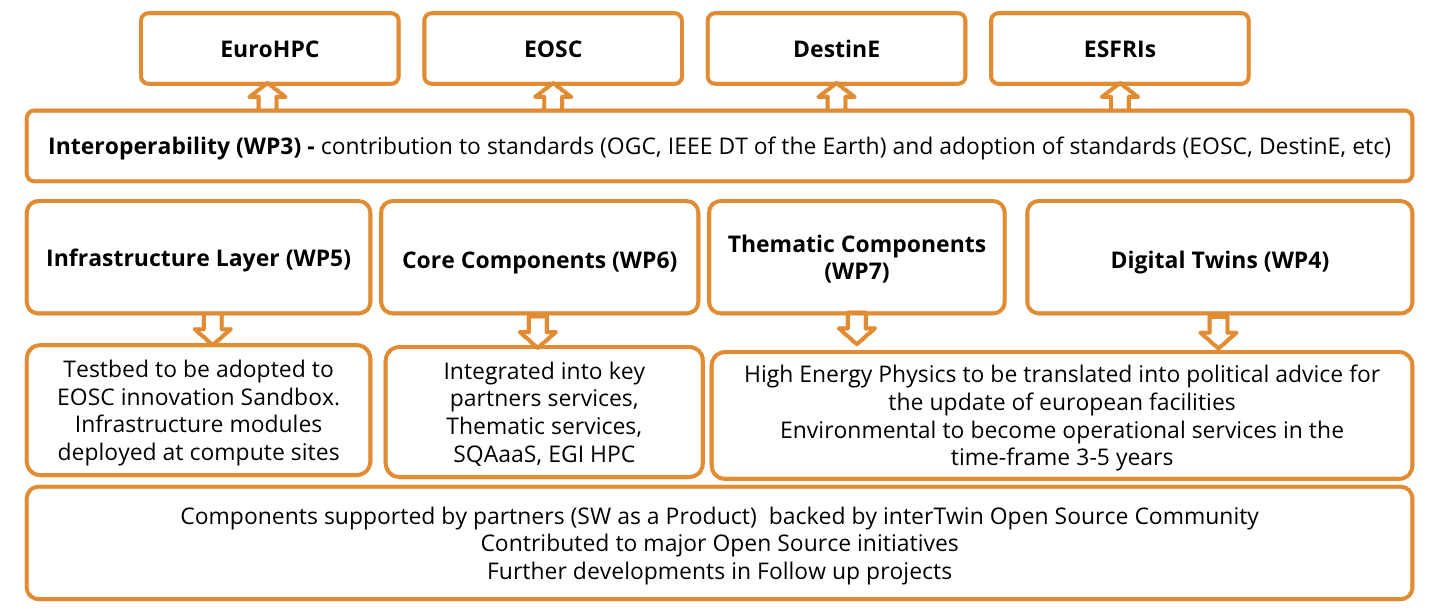 EuroHPC
EOSC
DestinE
ESFRIs
Interoperability (WP3) - contribution to standards (OGC, IEEE DT of the Earth) and adoption of standards (EOSC, DestinE, etc)
Infrastructure Layer (WP5)
Core Components (WP6)
Thematic Components
(WP7)
Digital Twins (WP4)
Testbed to be adopted to
EOSC innovation Sandbox.
Infrastructure modules
deployed at compute sites
Integrated into key
partners services,
Thematic services,
SQAaaS, EGI HPC
High Energy Physics to be translated into political advice for
the update of european facilities
Environmental to become operational services in the
time-frame 3-5 years
Components supported by partners (SW as a Product)  backed by interTwin Open Source Community
Contributed to major Open Source initiatives
Further developments in Follow up projects